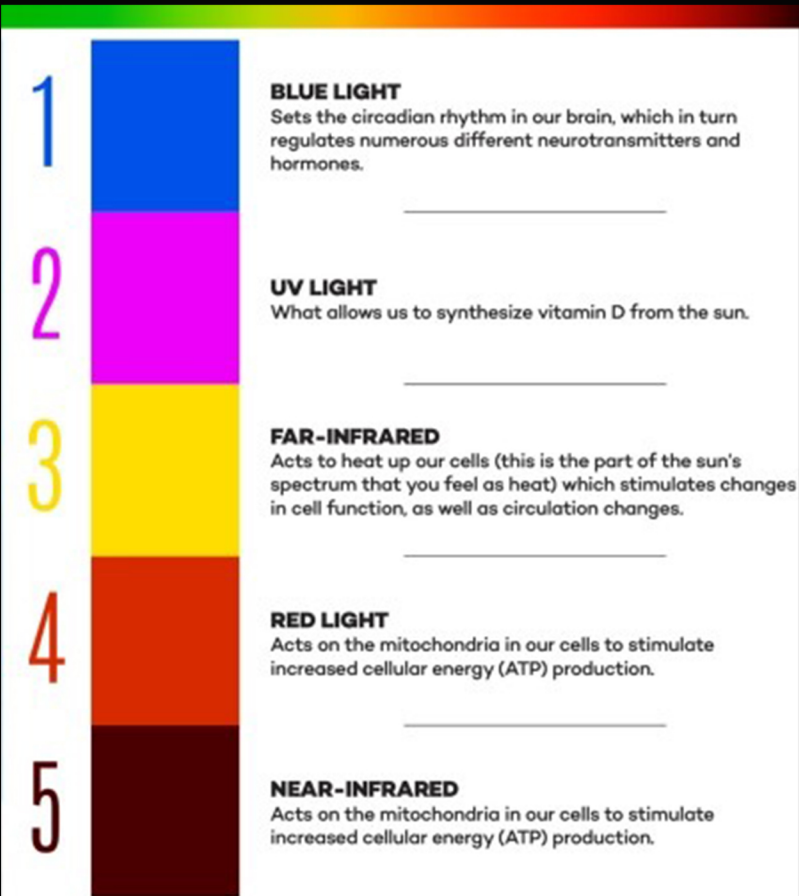 1
BLUE LIGHT
Sets the circadian rhythm in our brain, which in turn
regulates numerous different neurotransmitters and
hormones.
2
UV LIGHT
What allows us to synthesize vitamin D from the sun.
3
FAR-INFRARED
Acts to heat up our cells (this is the part of the sun's
spectrum that you feel as heat) which stimulates changes
in cell function, as well as circulation changes.
4
RED LIGHT
Acts on the mitochondria in our cells to stimulate
increased cellular energy (ATP) production.
5
NEAR-INFRARED
Acts on the mitochondria in our cells to stimulate
increased cellular energy (ATP) production.